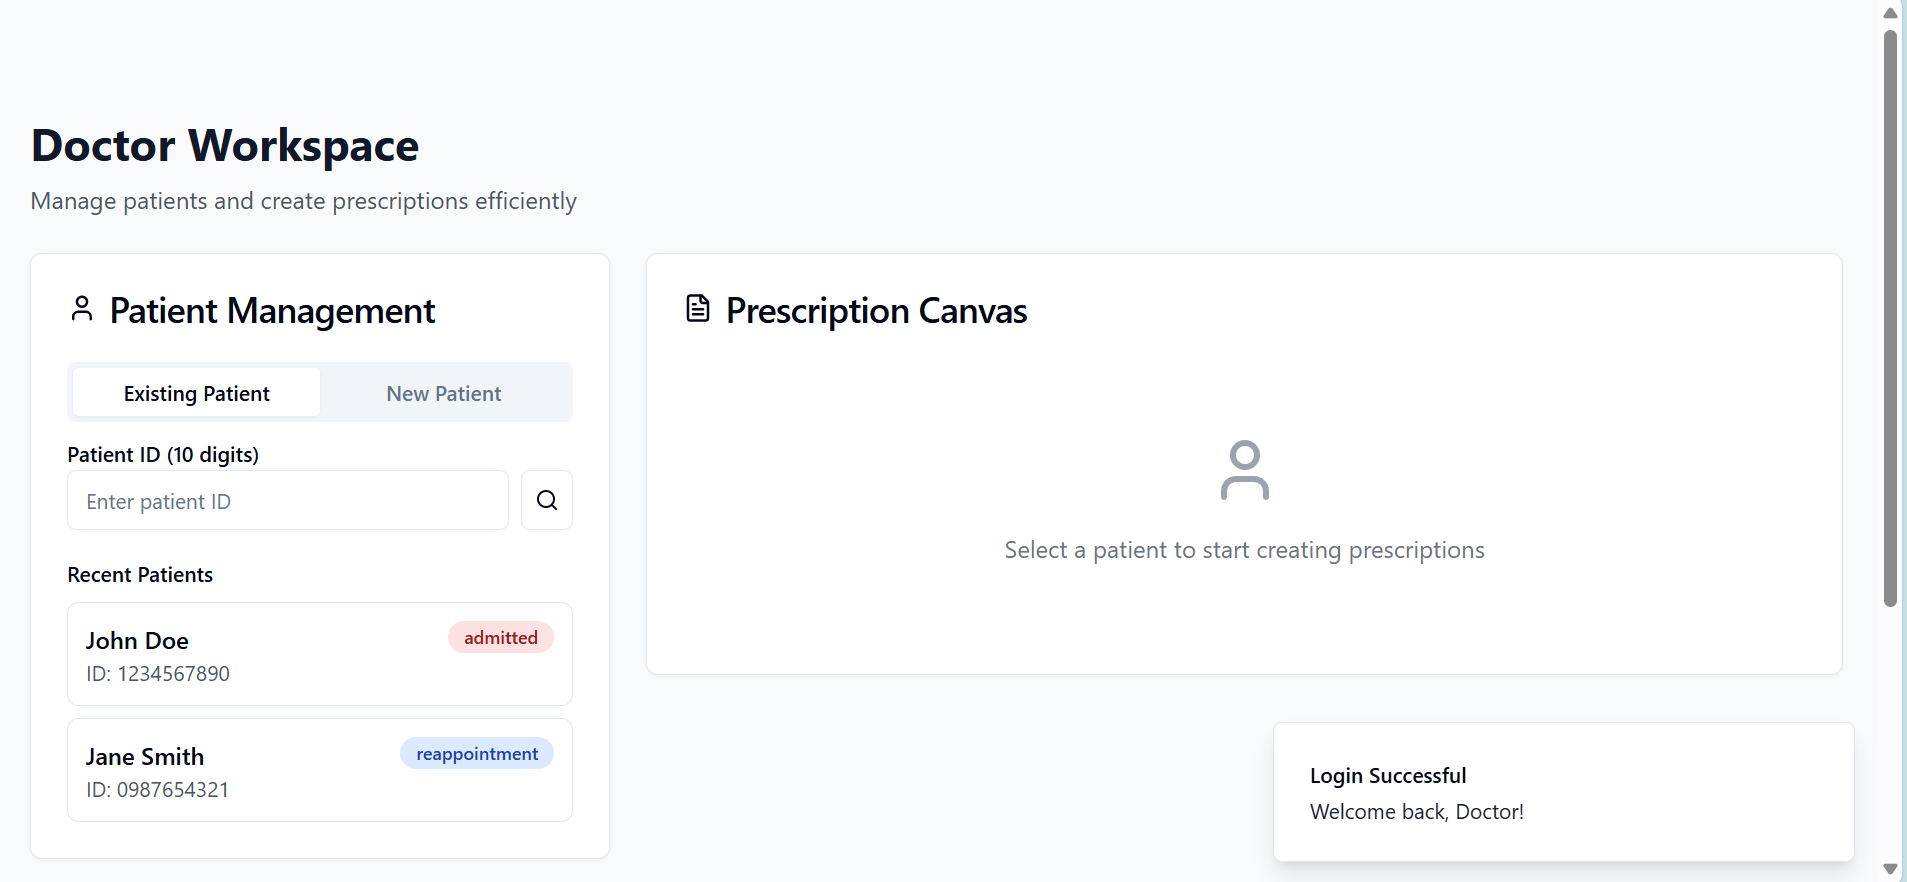 Doctor Workspace
Manage patients and create prescriptions efficiently
Patient Management
Existing Patient
New Patient
Patient ID (10 digits)
Enter patient ID
Recent Patients
John Doe
admitted
ID: 1234567890
Jane Smith
reappointment
ID: 0987654321
Prescription Canvas
Select a patient to start creating prescriptions
Login Successful
Welcome back, Doctor!